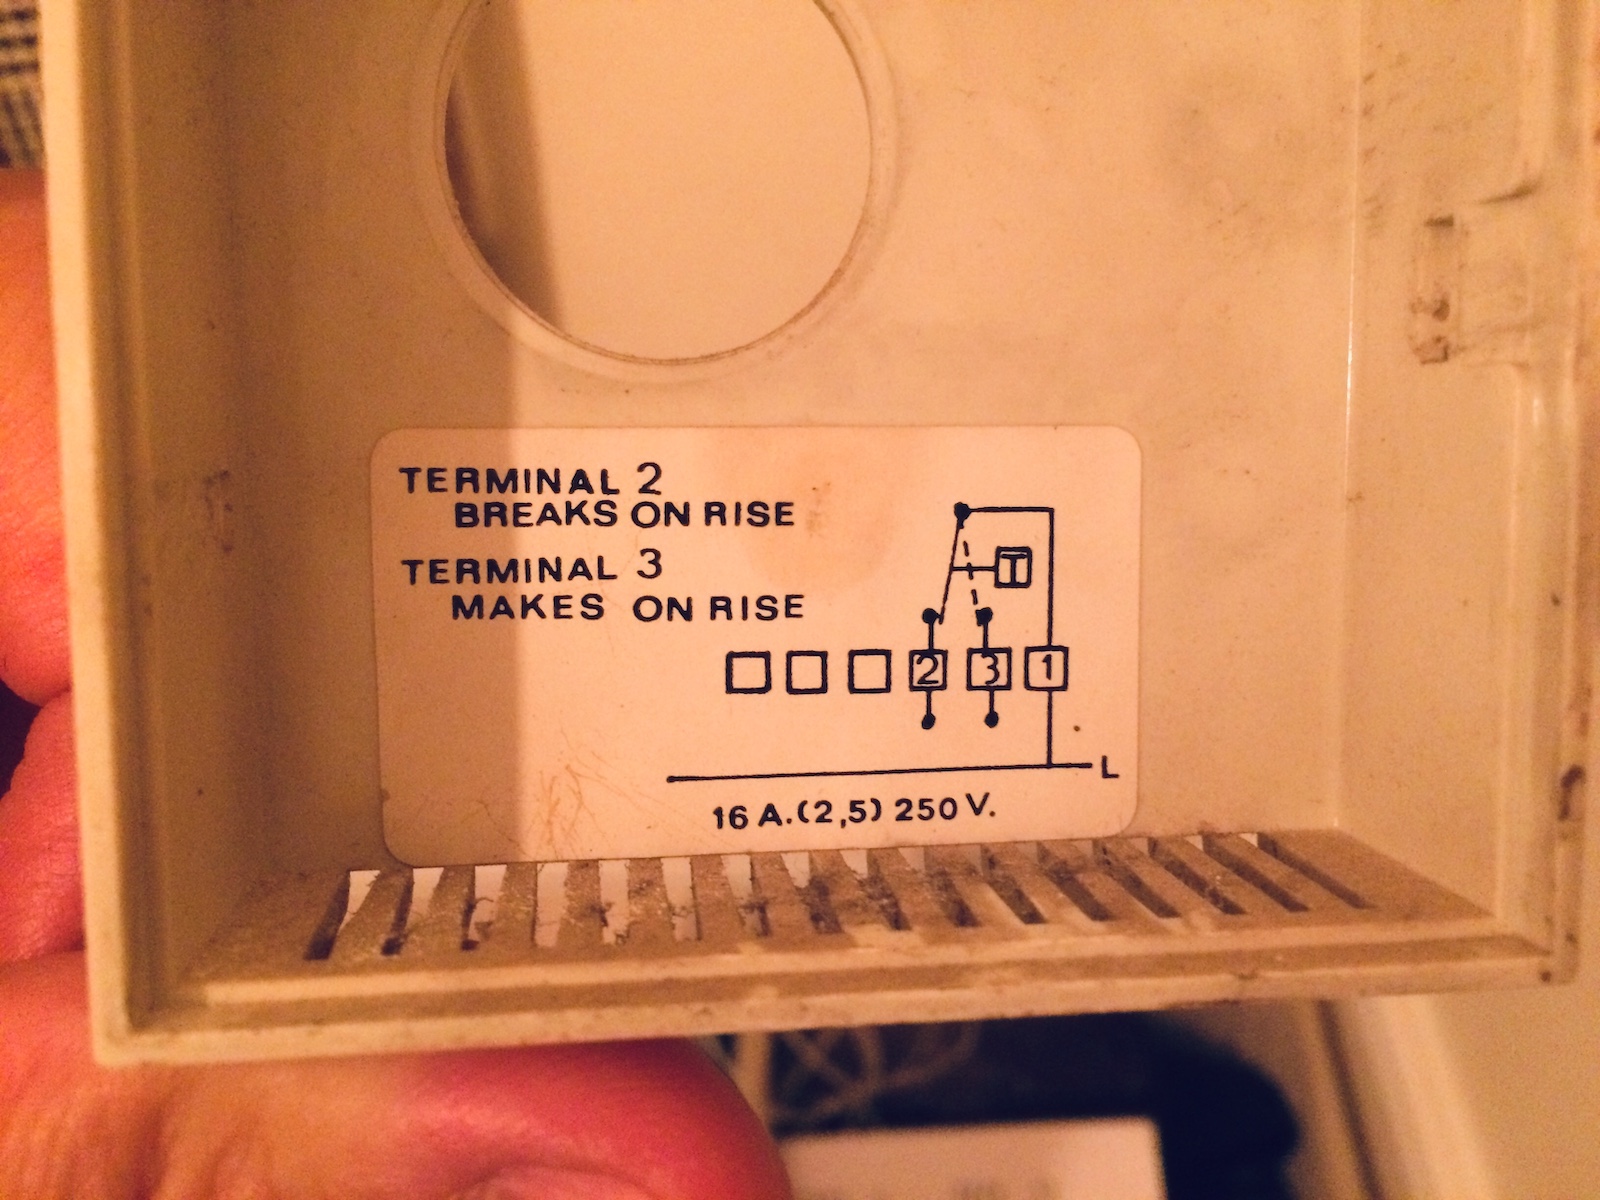 TERMINAL 2
BREAKS ON RISE
TERMINAL 3
MAKES ON RISE
T
2 3 1
L
16 A.(2,5) 250 V.